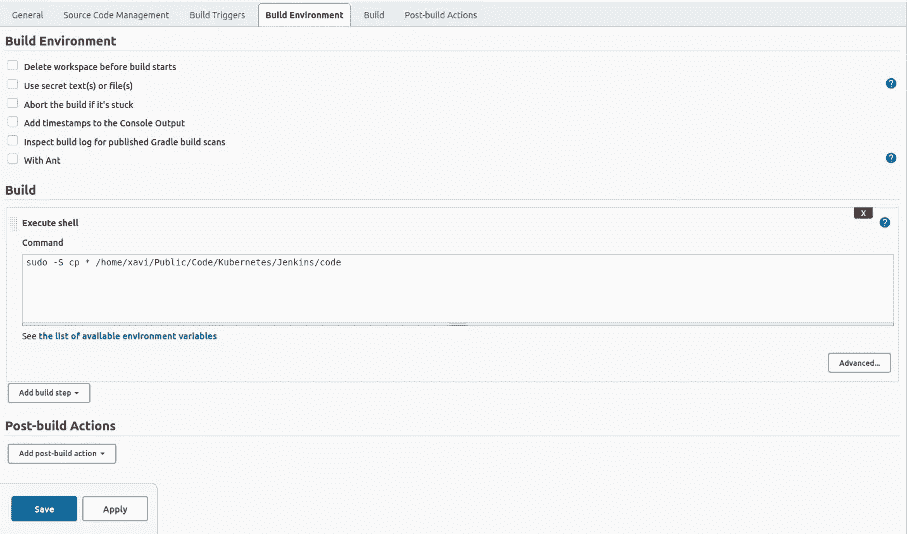 General Source Code Management Build Triggers Build Environment Build Post-build Actions
Build Environment
Delete workspace before build starts
Use secret text(s) or file(s)
?
Abort the build if it's stuck
Add timestamps to the Console Output
Inspect build log for published Gradle build scans
With Ant
?
Build
X
Execute shell
?
Command
sudo -S cp * /home/xavi/Public/Code/Kubernetes/Jenkins/code
See the list of available environment variables
Advanced...
Add build step
Post-build Actions
Add post-build action
Save Apply